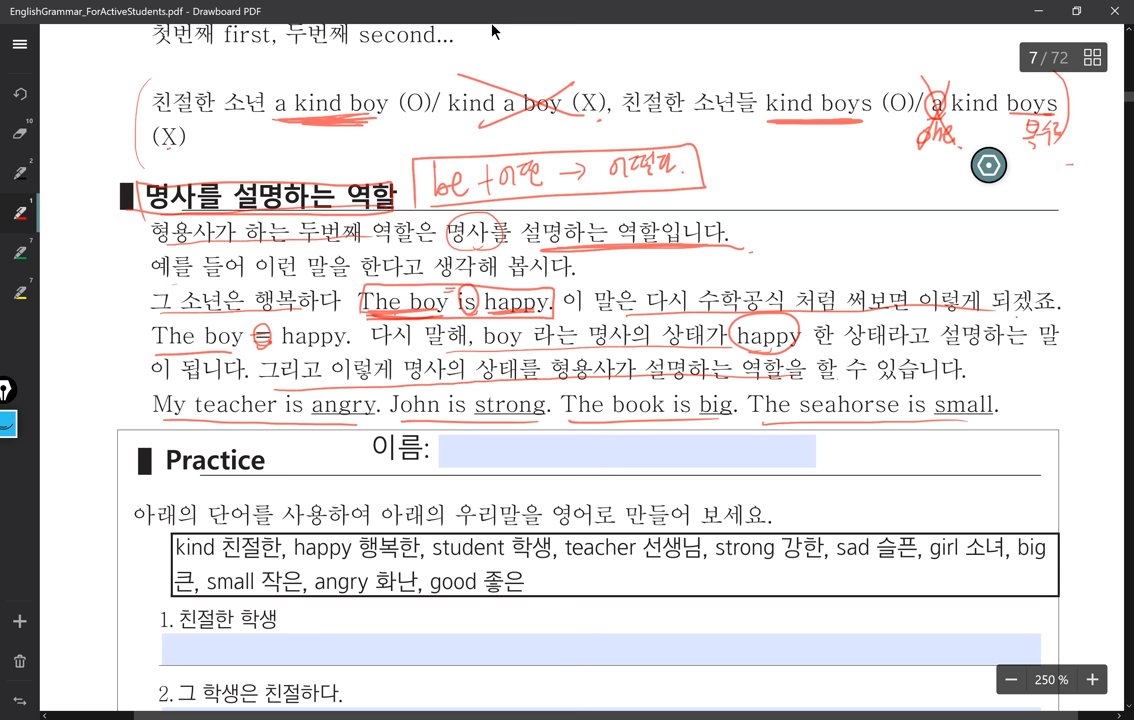 EnglishGrammar_ForActiveStudents.pdf - Drawboard PDF
첫번째 first, 두번째 second...
7 / 72
친절한 소년 a kind boy (O)/ kind a boy (X), 친절한 소년들 kind boys (O)/ a kind boys
(X)
one
복수
be + 어떤 → 어떻다.
명사를 설명하는 역할
형용사가 하는 두번째 역할은 명사를 설명하는 역할입니다.
예를 들어 이런 말을 한다고 생각해 봅시다.
그 소년은 행복하다 The boy is happy. 이 말은 다시 수학공식 처럼 써보면 이렇게 되겠죠.
The boy = happy. 다시 말해, boy 라는 명사의 상태가 happy 한 상태라고 설명하는 말
이 됩니다. 그리고 이렇게 명사의 상태를 형용사가 설명하는 역할을 할 수 있습니다.
My teacher is angry. John is strong. The book is big. The seahorse is small.
이름:
Practice
아래의 단어를 사용하여 아래의 우리말을 영어로 만들어 보세요.
kind 친절한, happy 행복한, student 학생, teacher 선생님, strong 강한, sad 슬픈, girl 소녀, big
큰, small 작은, angry 화난, good 좋은
1. 친절한 학생
2. 그 학생은 친절하다.
250 %
10
2
1
7
7